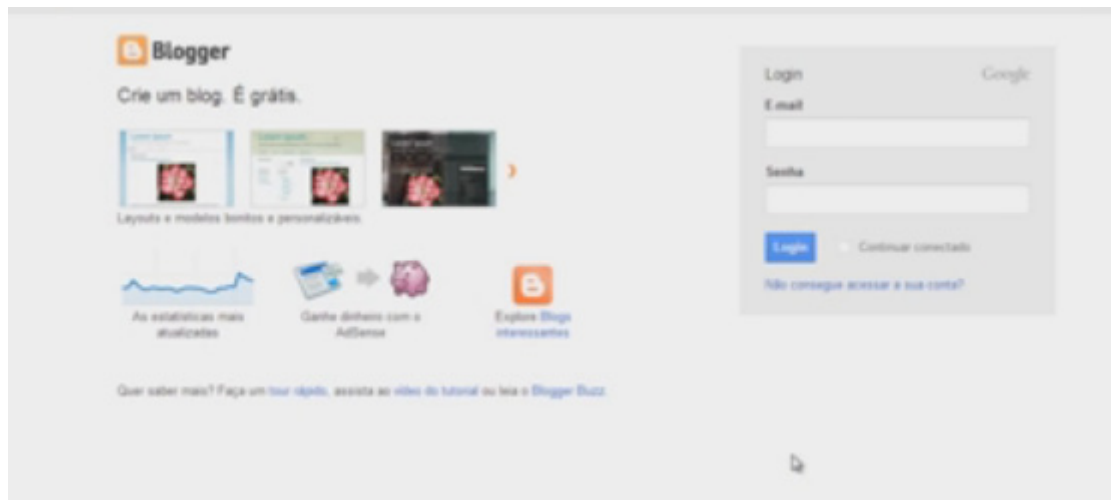 Blogger
Crie um blog. É grátis.
Layouts e modelos bonitos e personalizáveis
As estatísticas mais
atualizadas
Ganhe dinheiro com o
AdSense
Explore Blogs
interessantes
Quer saber mais? Faça um tour rápido, assista ao vídeo do tutorial ou leia o Blogger Buzz.
Login
Google
E.mail
Senha
Login
Continuar conectado
Não consegue acessar a sua conta?